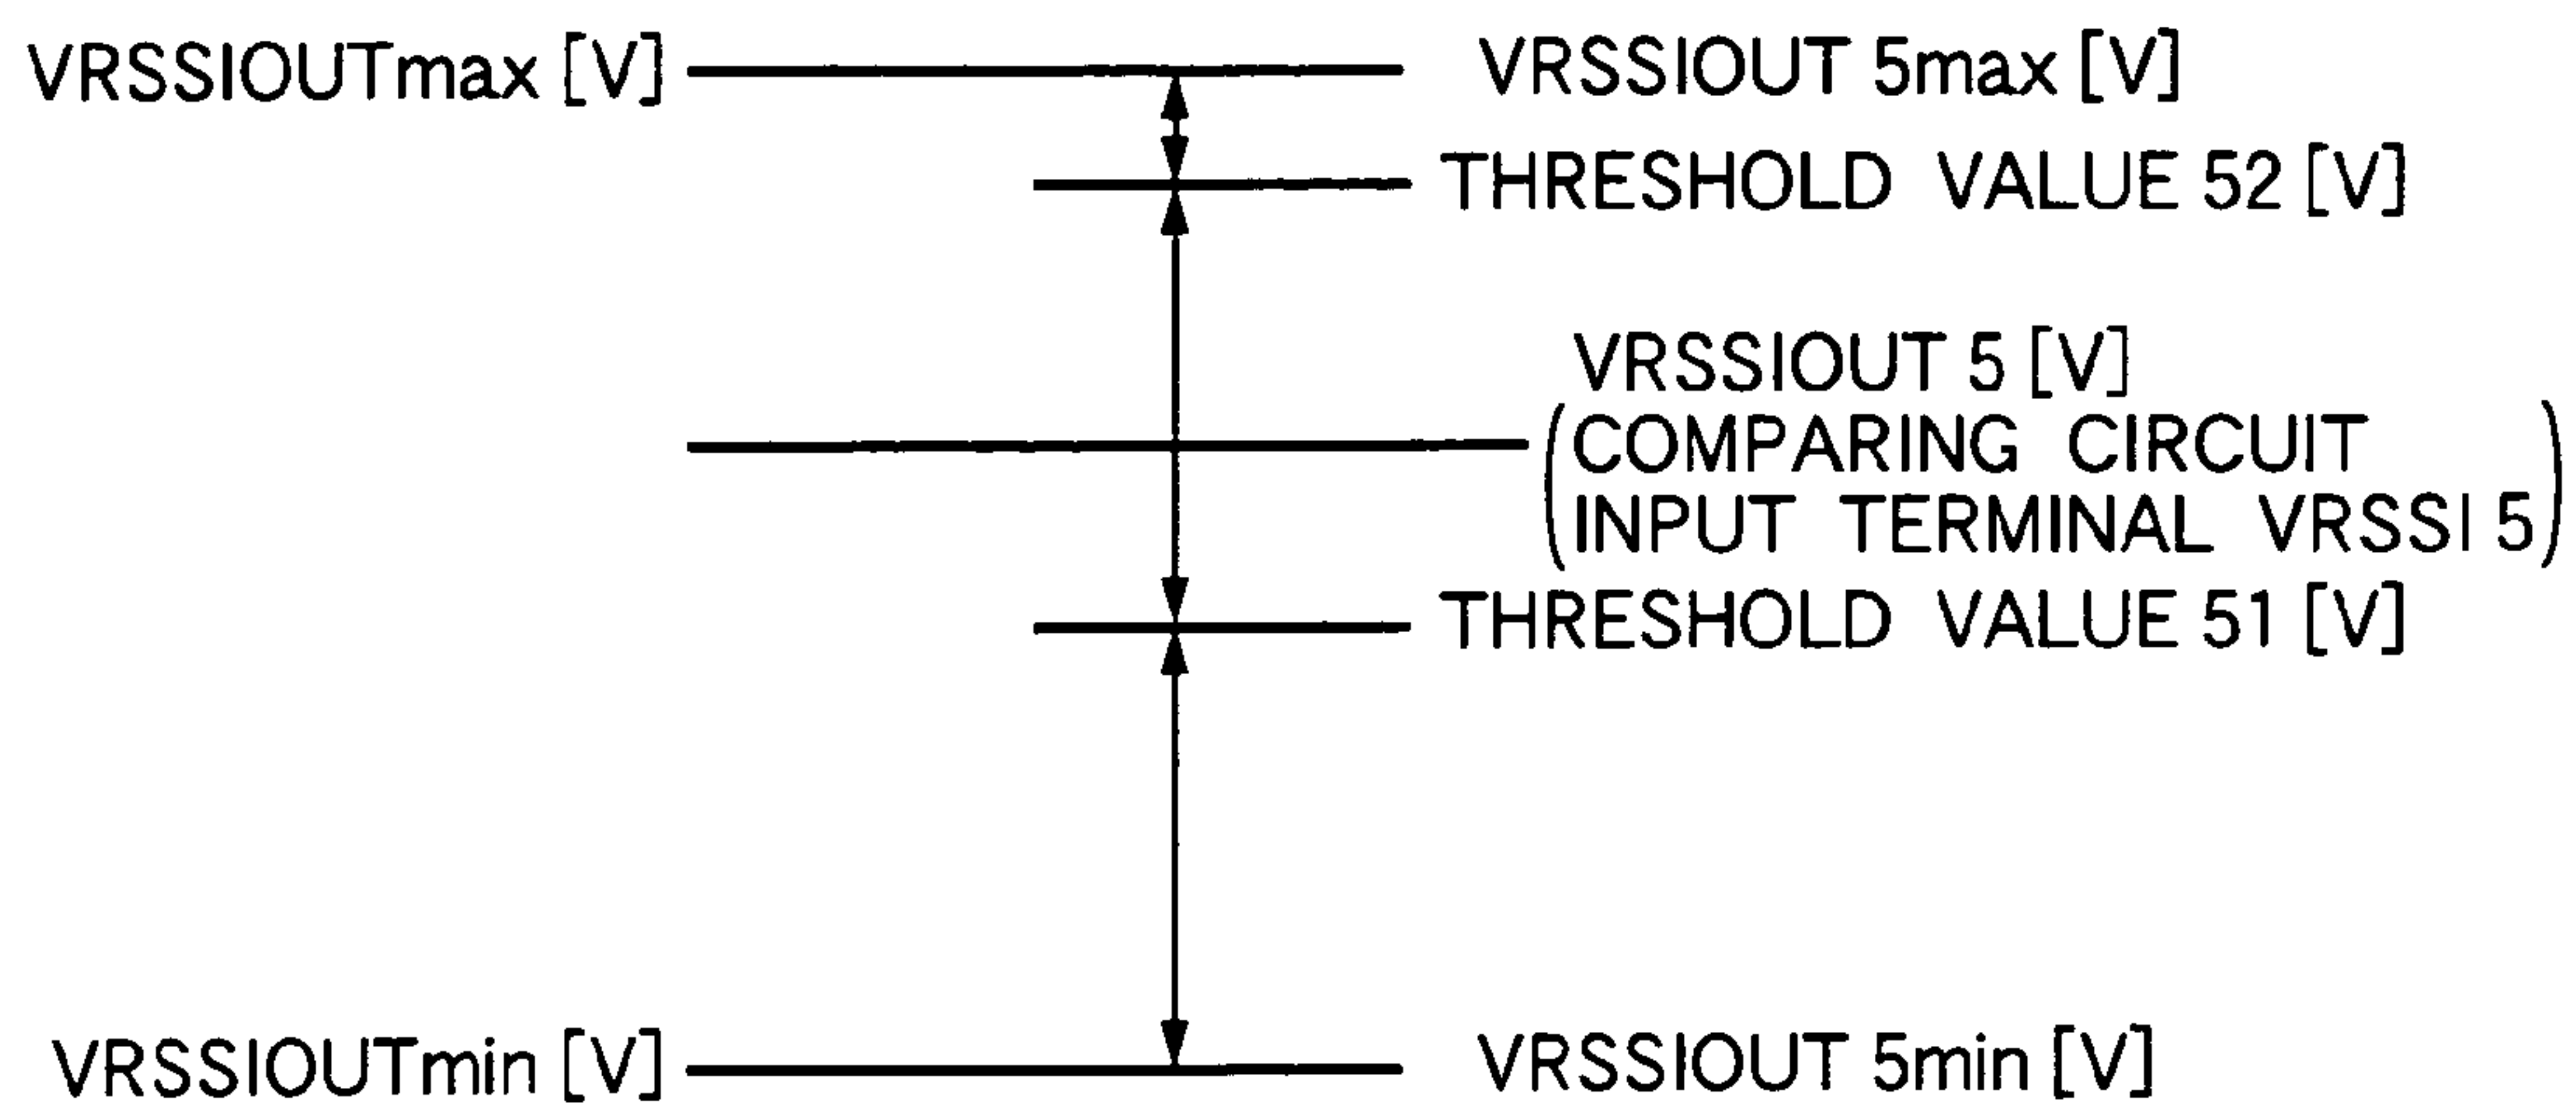 VRSSIOUTmax [V]
VRSSIOUT 5max [V]
THRESHOLD VALUE 52 [V]
VRSSIOUT 5 [V]
(COMPARING CIRCUIT
INPUT TERMINAL VRSSI 5)
THRESHOLD VALUE 51 [V]
VRSSIOUTmin [V]
VRSSIOUT 5min [V]